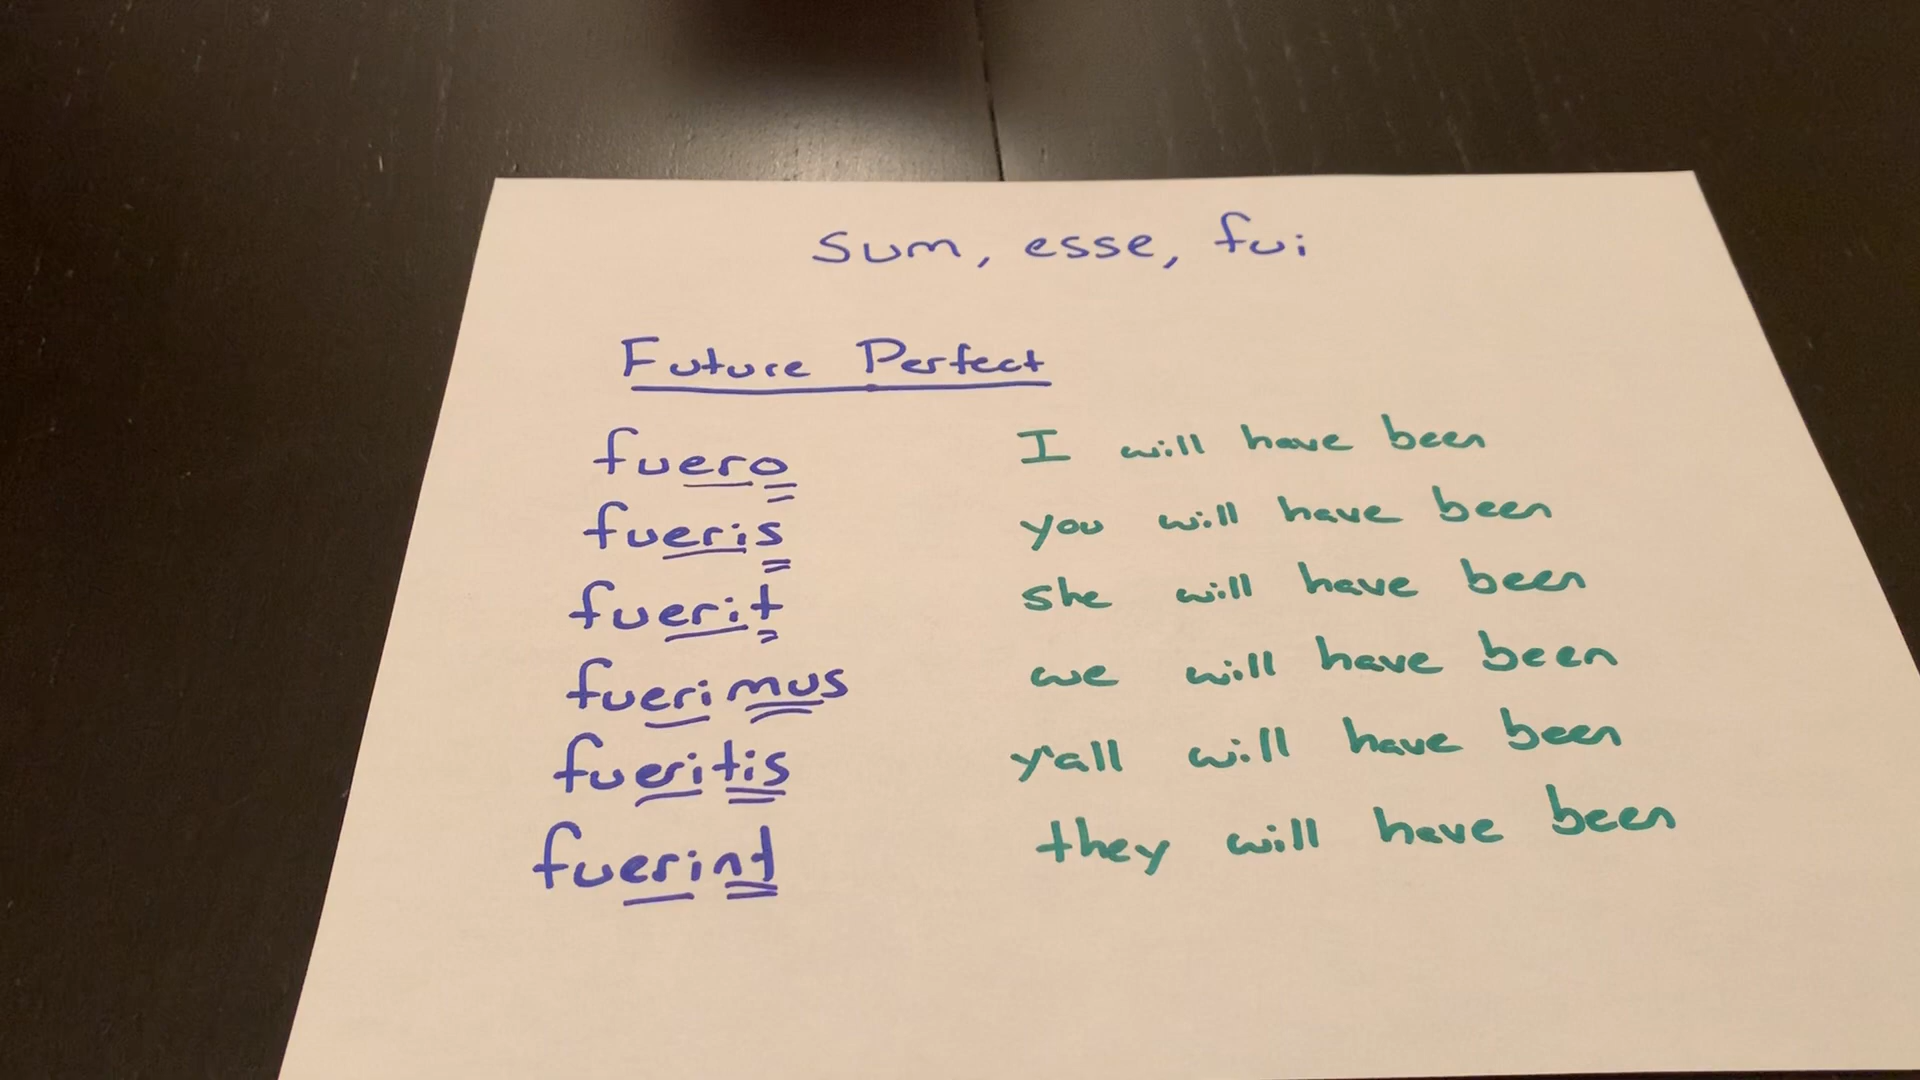 sum, esse, fui
Future Perfect
fuero I will have been
fueris you will have been
fuerit she will have been
fuerimus we will have been
fueritis y'all will have been
fuerint they will have been